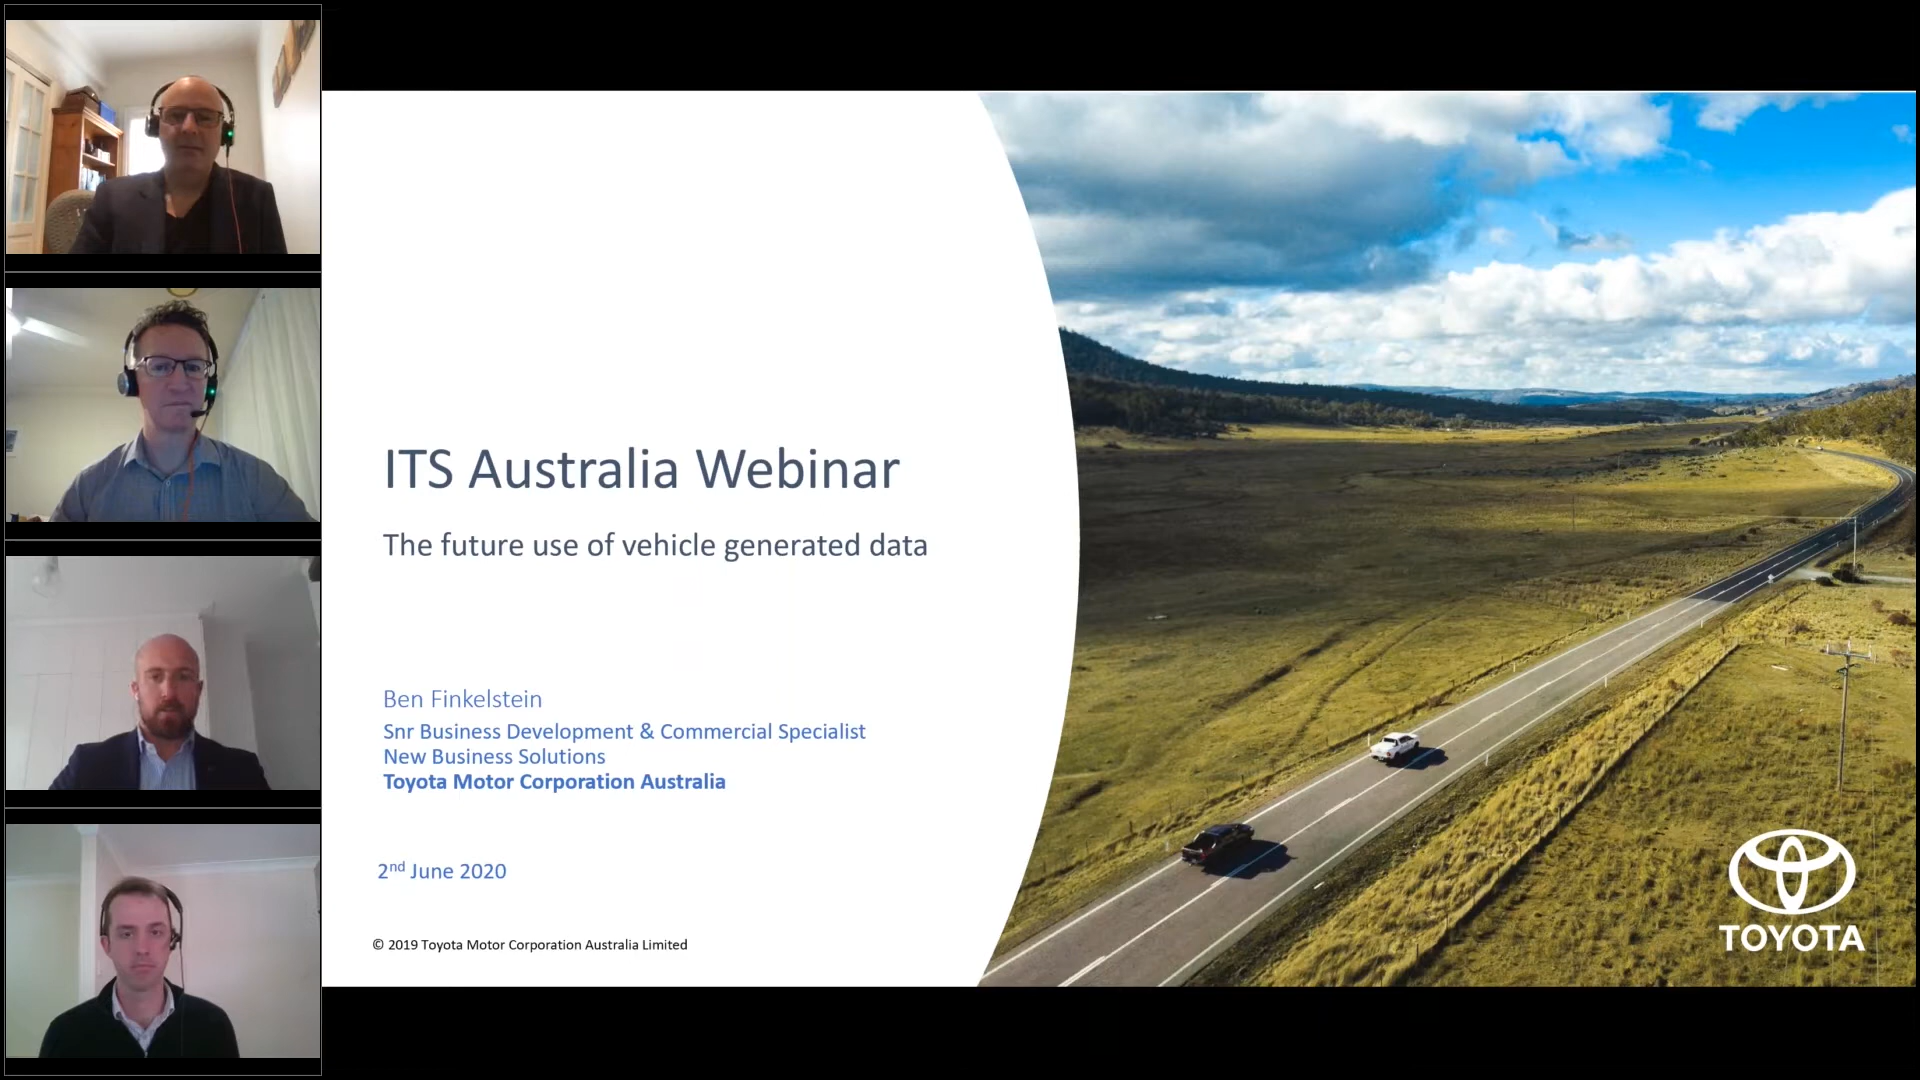 ITS Australia Webinar
The future use of vehicle generated data
Ben Finkelstein
Snr Business Development & Commercial Specialist
New Business Solutions
Toyota Motor Corporation Australia
2nd June 2020
© 2019 Toyota Motor Corporation Australia Limited
TOYOTA